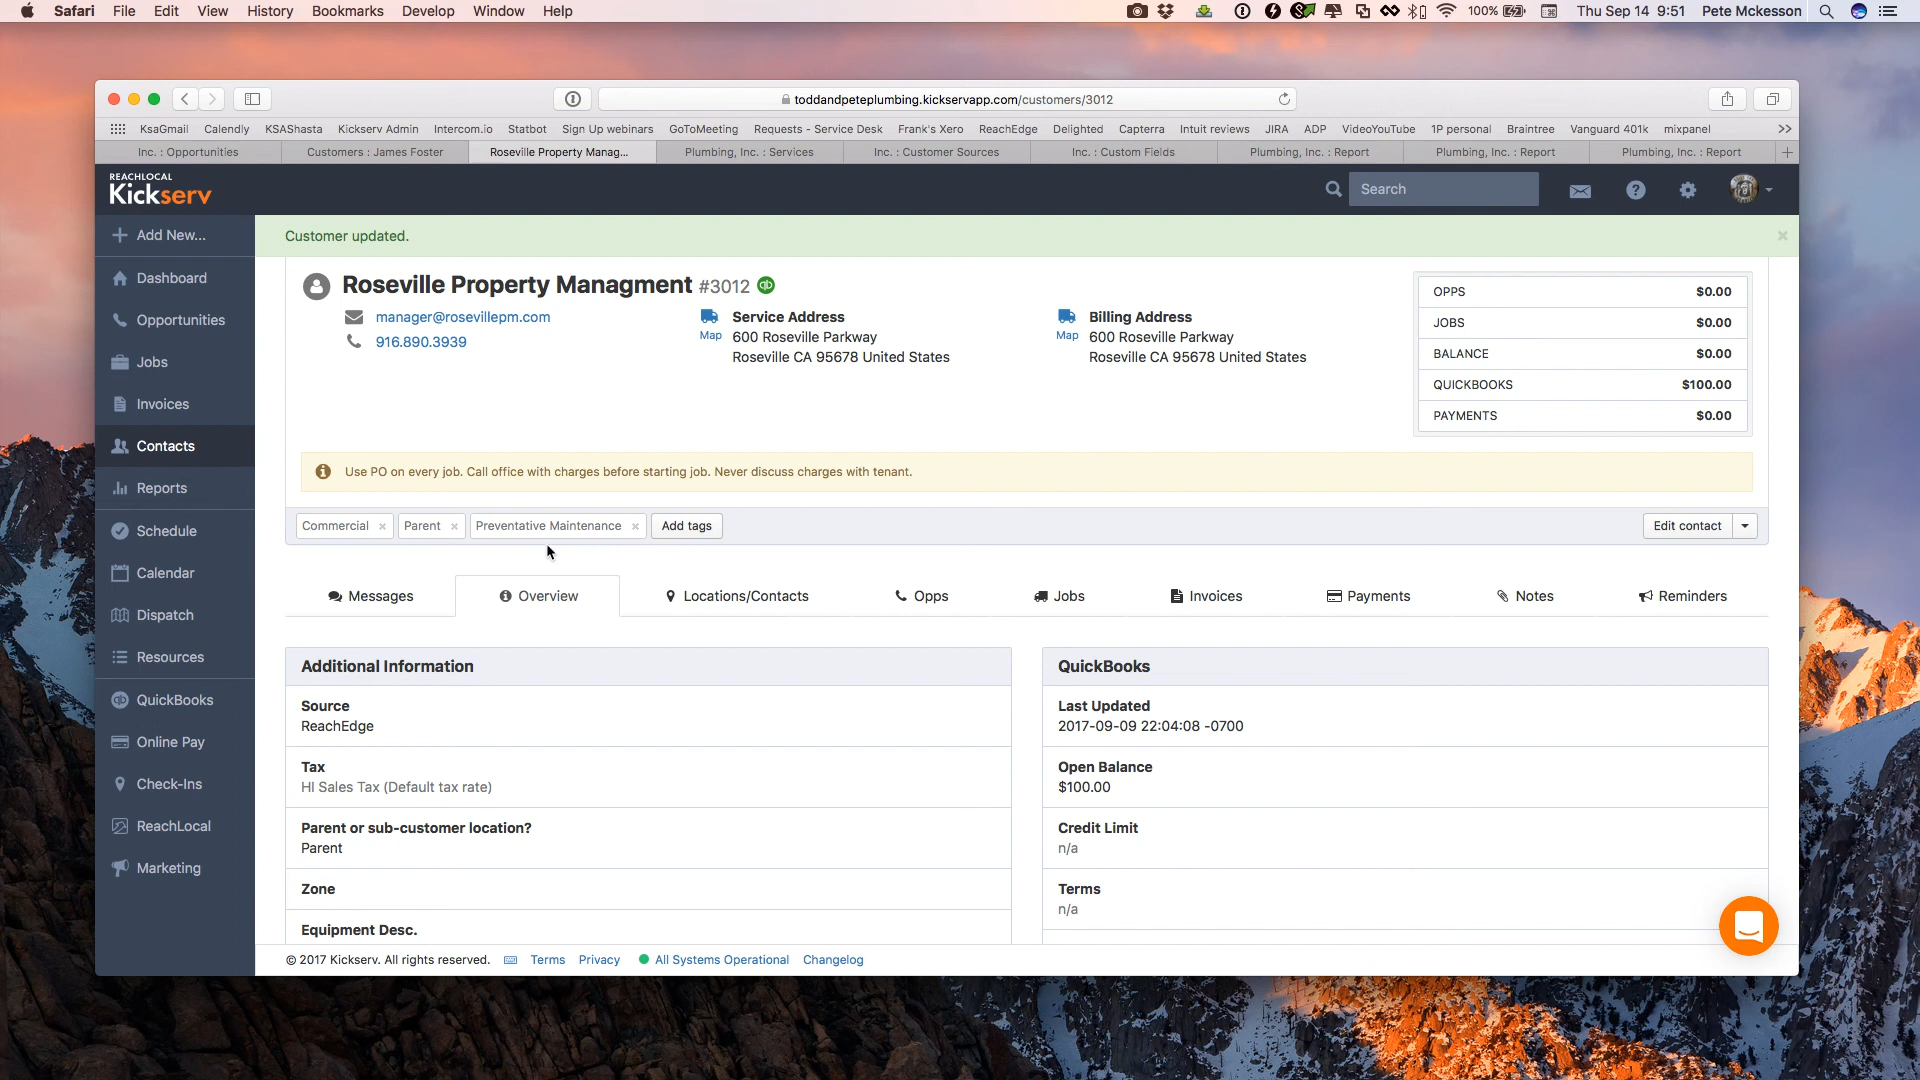 Safari File Edit View History Bookmarks Develop Window Help 100% Thu Sep 14 9:51 Pete Mckesson
toddandpeteplumbing.kickservapp.com/customers/3012
KsaGmail Calendly KSAShasta Kickserv Admin Intercom.io Statbot Sign Up webinars GoToMeeting Requests - Service Desk Frank's Xero ReachEdge Delighted Capterra Intuit reviews JIRA ADP VideoYouTube 1P personal Braintree Vanguard 401k mixpanel
Inc. : Opportunities Customers : James Foster Roseville Property Manag... Plumbing, Inc. : Services Inc. : Customer Sources Inc. : Custom Fields Plumbing, Inc. : Report Plumbing, Inc. : Report Plumbing, Inc. : Report
REACHLOCAL
Kickserv
Search
Add New...
Dashboard
Opportunities
Jobs
Invoices
Contacts
Reports
Schedule
Calendar
Dispatch
Resources
QuickBooks
Online Pay
Check-Ins
ReachLocal
Marketing
Customer updated.
Roseville Property Managment #3012
manager@rosevillepm.com
916.890.3939
Map
Service Address
600 Roseville Parkway
Roseville CA 95678 United States
Map
Billing Address
600 Roseville Parkway
Roseville CA 95678 United States
OPPS $0.00
JOBS $0.00
BALANCE $0.00
QUICKBOOKS $100.00
PAYMENTS $0.00
Use PO on every job. Call office with charges before starting job. Never discuss charges with tenant.
Commercial × Parent × Preventative Maintenance × Add tags Edit contact
Messages Overview Locations/Contacts Opps Jobs Invoices Payments Notes Reminders
Additional Information
Source
ReachEdge
Tax
HI Sales Tax (Default tax rate)
Parent or sub-customer location?
Parent
Zone
Equipment Desc.
QuickBooks
Last Updated
2017-09-09 22:04:08 -0700
Open Balance
$100.00
Credit Limit
n/a
Terms
n/a
© 2017 Kickserv. All rights reserved. Terms Privacy All Systems Operational Changelog